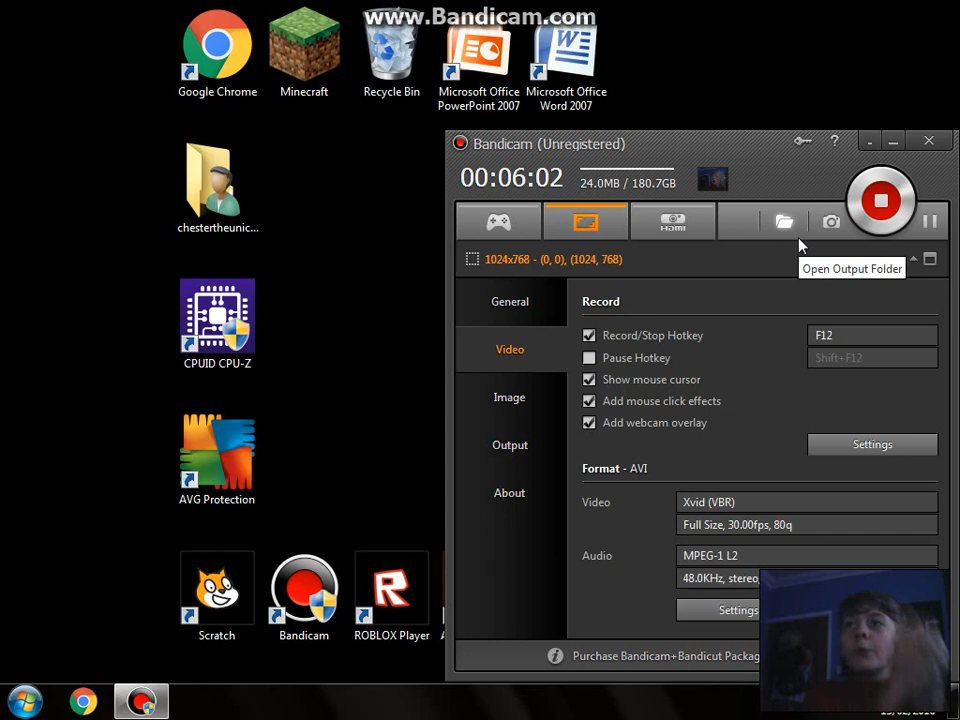 www.Bandicam.com
Google Chrome
Minecraft
Recycle Bin
Microsoft Office
PowerPoint 2007
Microsoft Office
Word 2007
chestertheunic...
CPUID CPU-Z
AVG Protection
Scratch
Bandicam
ROBLOX Player
Bandicam (Unregistered)
?
00:06:02
24.0MB / 180.7GB
HDMI
1024x768 - (0, 0), (1024, 768)
Open Output Folder
General
Video
Image
Output
About
Record
Record/Stop Hotkey
F12
Pause Hotkey
Shift+F12
Show mouse cursor
Add mouse click effects
Add webcam overlay
Settings
Format - AVI
Video
Xvid (VBR)
Full Size, 30.00fps, 80q
Audio
MPEG-1 L2
48.0KHz, stereo,
Settings
Purchase Bandicam+Bandicut Packag